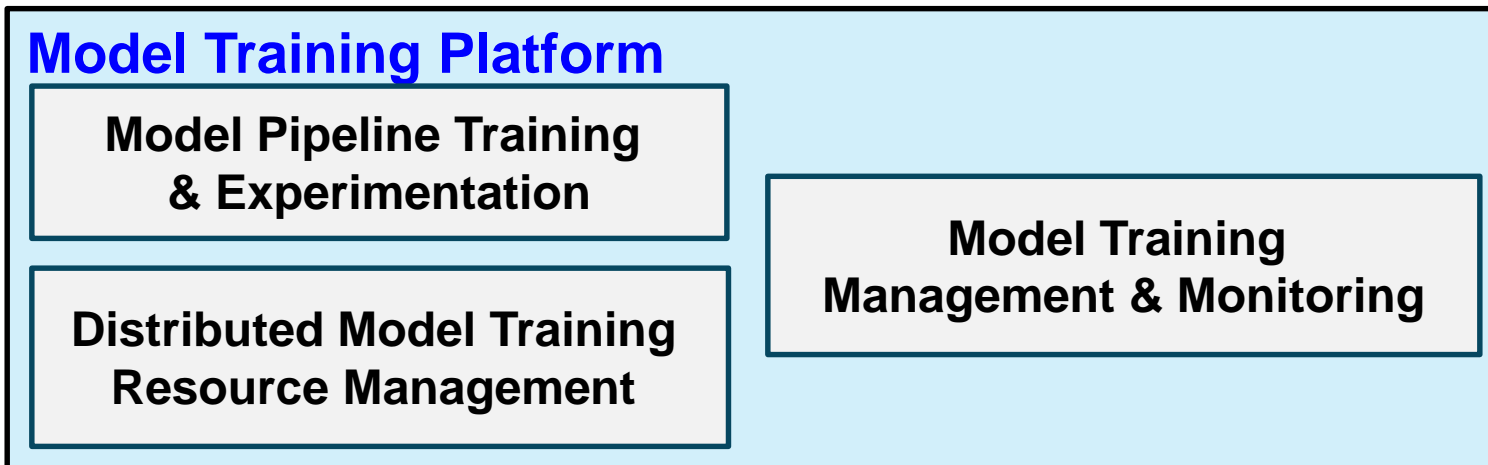 Model Training Platform
Model Pipeline Training
& Experimentation
Distributed Model Training
Resource Management
Model Training
Management & Monitoring